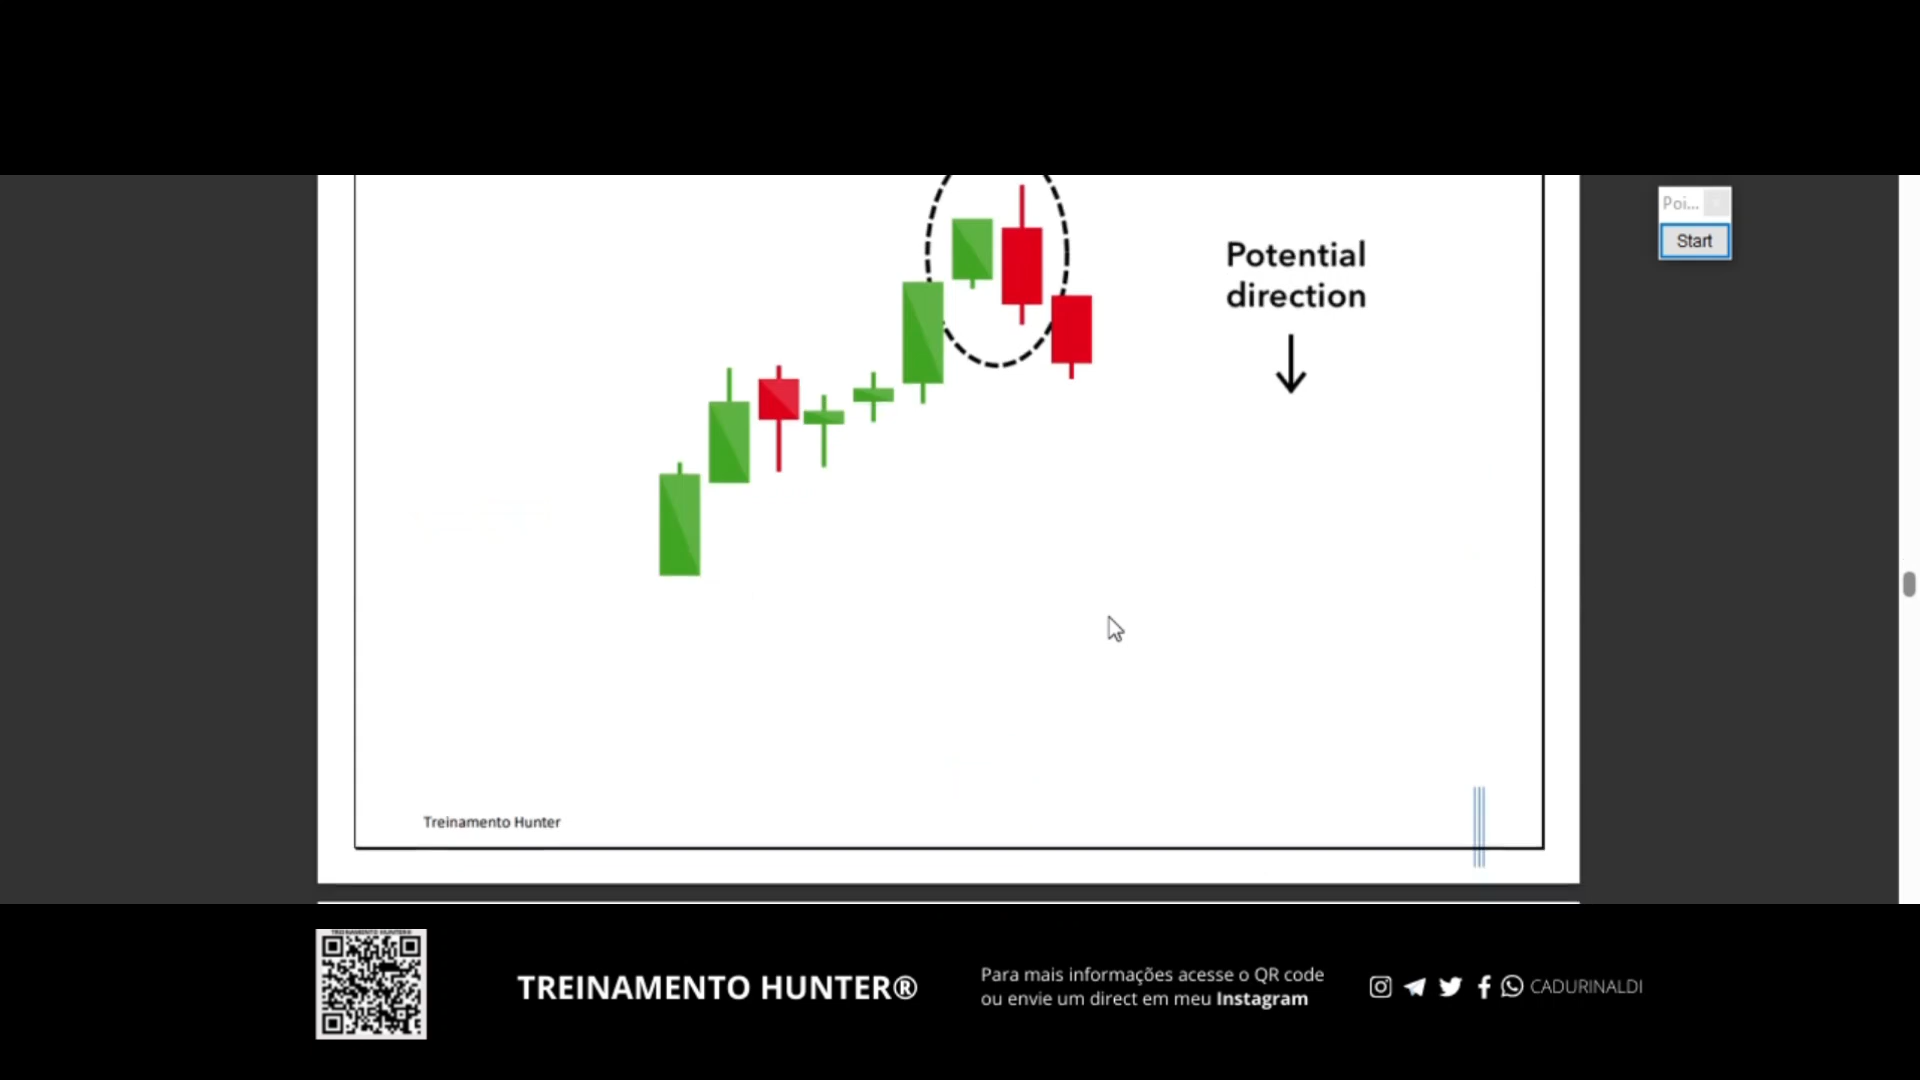 Poi...
Start
Potential
direction
Treinamento Hunter
TREINAMENTO HUNTER®
Para mais informações acesse o QR code
ou envie um direct em meu Instagram
CADURINALDI